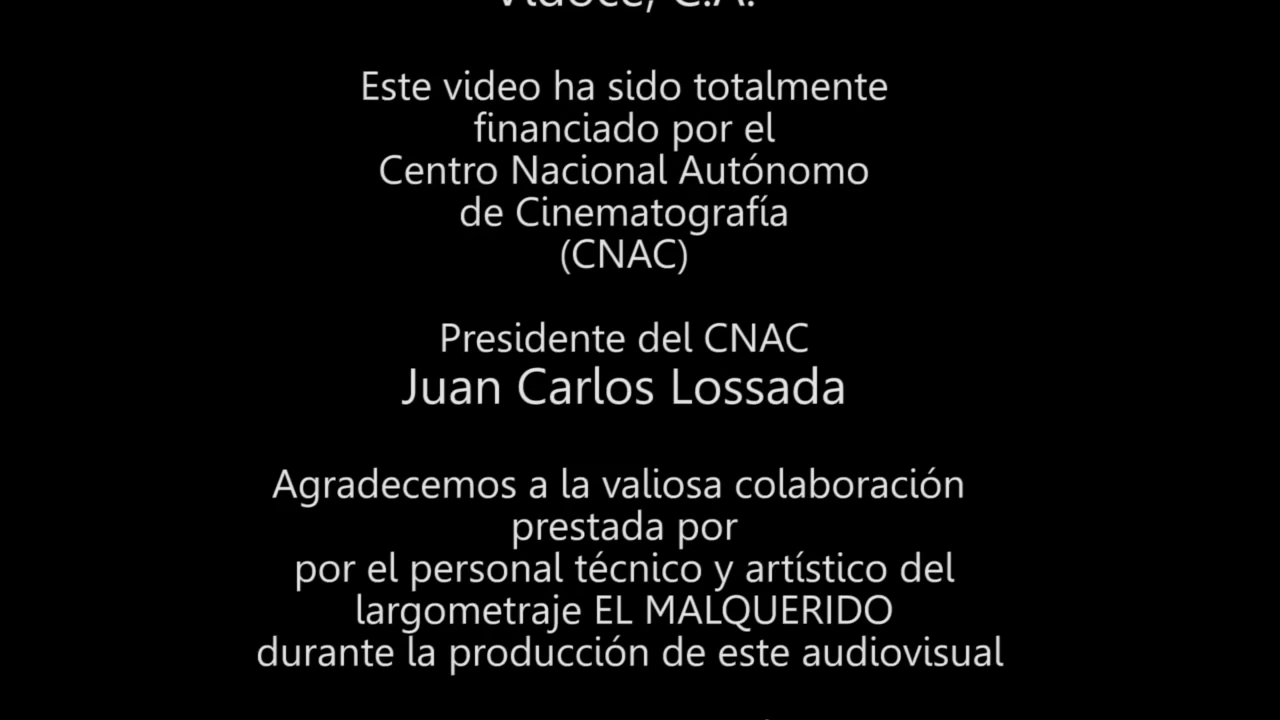 C.A.
Este video ha sido totalmente
financiado por el
Centro Nacional Autónomo
de Cinematografía
(CNAC)
Presidente del CNAC
Juan Carlos Lossada
Agradecemos a la valiosa colaboración
prestada por
por el personal técnico y artístico del
largometraje EL MALQUERIDO
durante la producción de este audiovisual